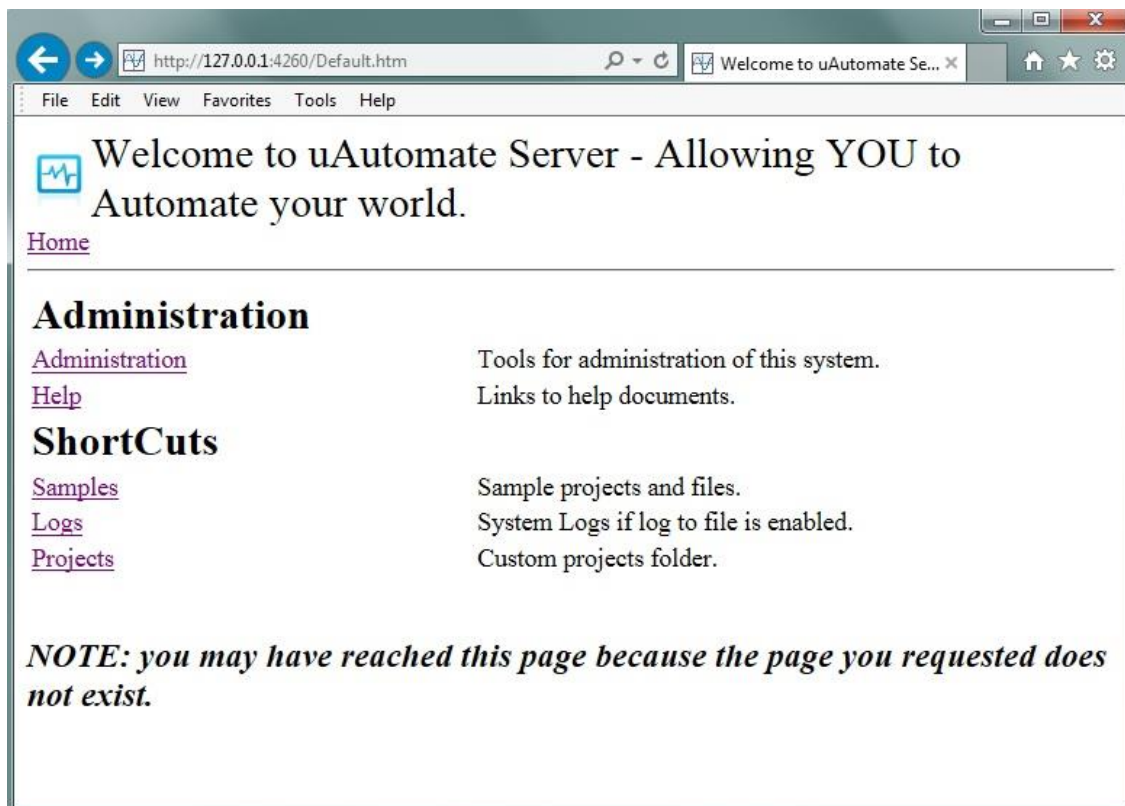 http://127.0.0.1:4260/Default.htm
Welcome to uAutomate Se...
File Edit View Favorites Tools Help
Welcome to uAutomate Server - Allowing YOU to
Automate your world.
Home
Administration
Administration Tools for administration of this system.
Help Links to help documents.
ShortCuts
Samples Sample projects and files.
Logs System Logs if log to file is enabled.
Projects Custom projects folder.
NOTE: you may have reached this page because the page you requested does
not exist.